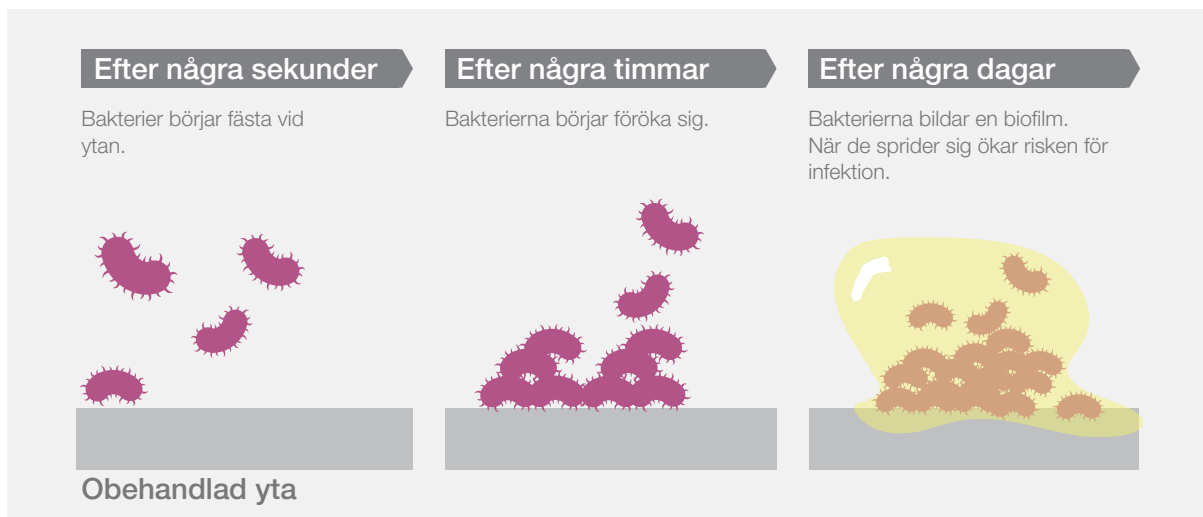 Efter några sekunder
Bakterier börjar fästa vid
ytan.
Efter några timmar
Bakterierna börjar föröka sig.
Efter några dagar
Bakterierna bildar en biofilm.
När de sprider sig ökar risken för
infektion.
Obehandlad yta